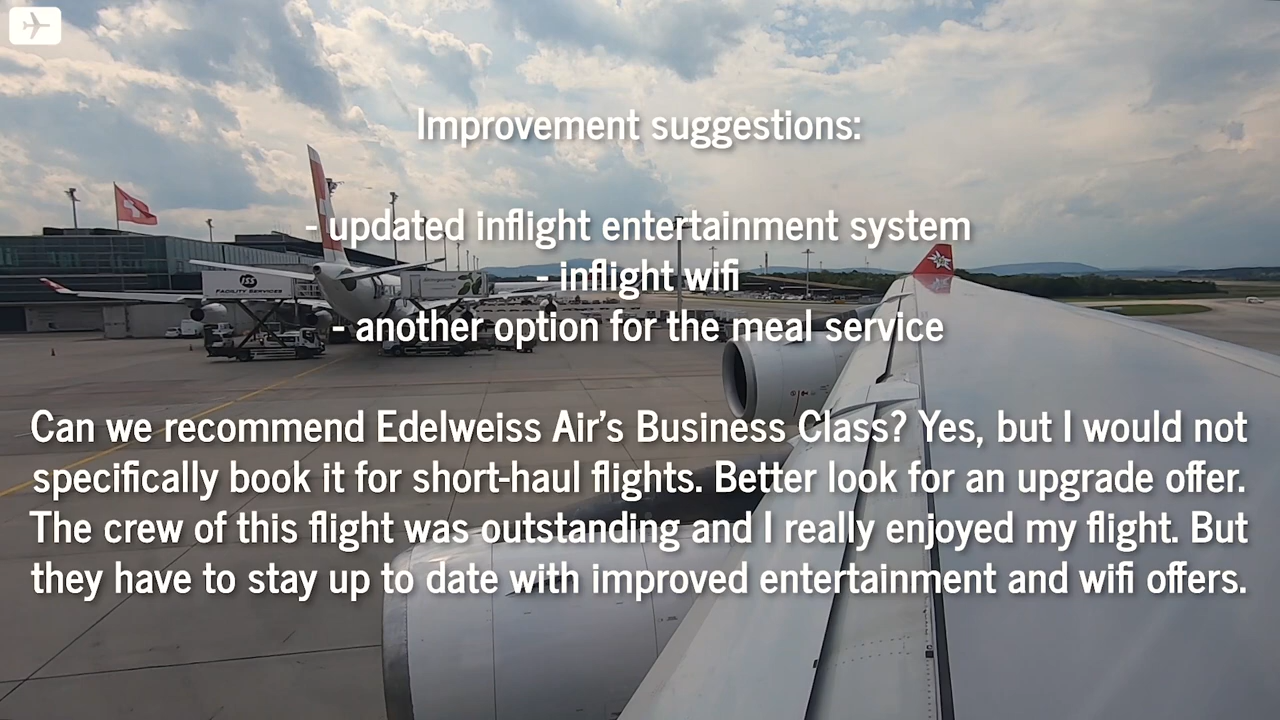 Improvement suggestions:
- updated inflight entertainment system
- inflight wifi
- another option for the meal service
Can we recommend Edelweiss Air's Business Class? Yes, but I would not
specifically book it for short-haul flights. Better look for an upgrade offer.
The crew of this flight was outstanding and I really enjoyed my flight. But
they have to stay up to date with improved entertainment and wifi offers.
ISS
FACILITY SERVICES